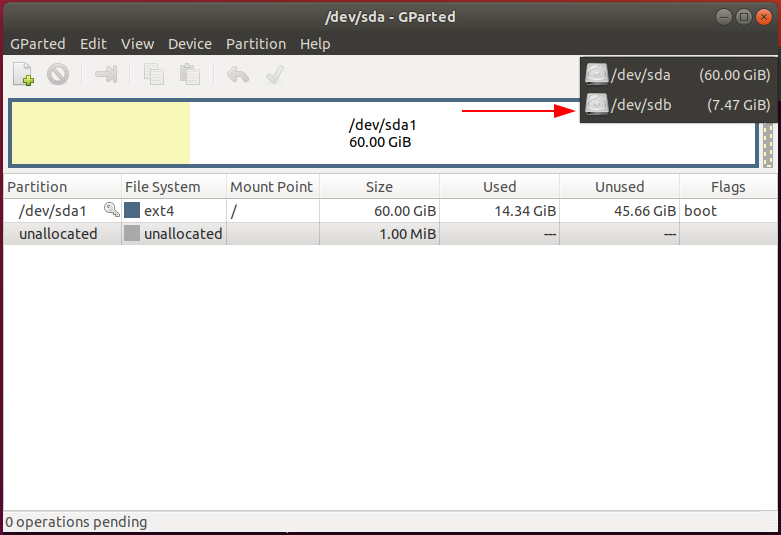 /dev/sda - GParted
GParted Edit View Device Partition Help
/dev/sda (60.00 GiB)
/dev/sdb (7.47 GiB)
/dev/sda1
60.00 GiB
Partition File System Mount Point Size Used Unused Flags
/dev/sda1 ext4 / 60.00 GiB 14.34 GiB 45.66 GiB boot
unallocated unallocated 1.00 MiB --- ---
0 operations pending